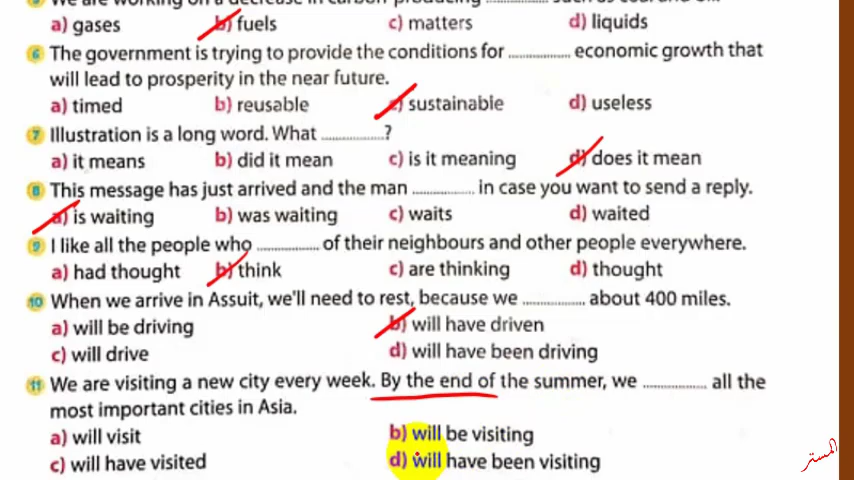 a) gases b) fuels c) matters d) liquids
6 The government is trying to provide the conditions for ............... economic growth that
will lead to prosperity in the near future.
a) timed b) reusable c) sustainable d) useless
7 Illustration is a long word. What ...............?
a) it means b) did it mean c) is it meaning d) does it mean
8 This message has just arrived and the man ............... in case you want to send a reply.
a) is waiting b) was waiting c) waits d) waited
9 I like all the people who ............... of their neighbours and other people everywhere.
a) had thought b) think c) are thinking d) thought
10 When we arrive in Assuit, we'll need to rest, because we ............... about 400 miles.
a) will be driving b) will have driven
c) will drive d) will have been driving
11 We are visiting a new city every week. By the end of the summer, we ............... all the
most important cities in Asia.
a) will visit b) will be visiting
c) will have visited d) will have been visiting